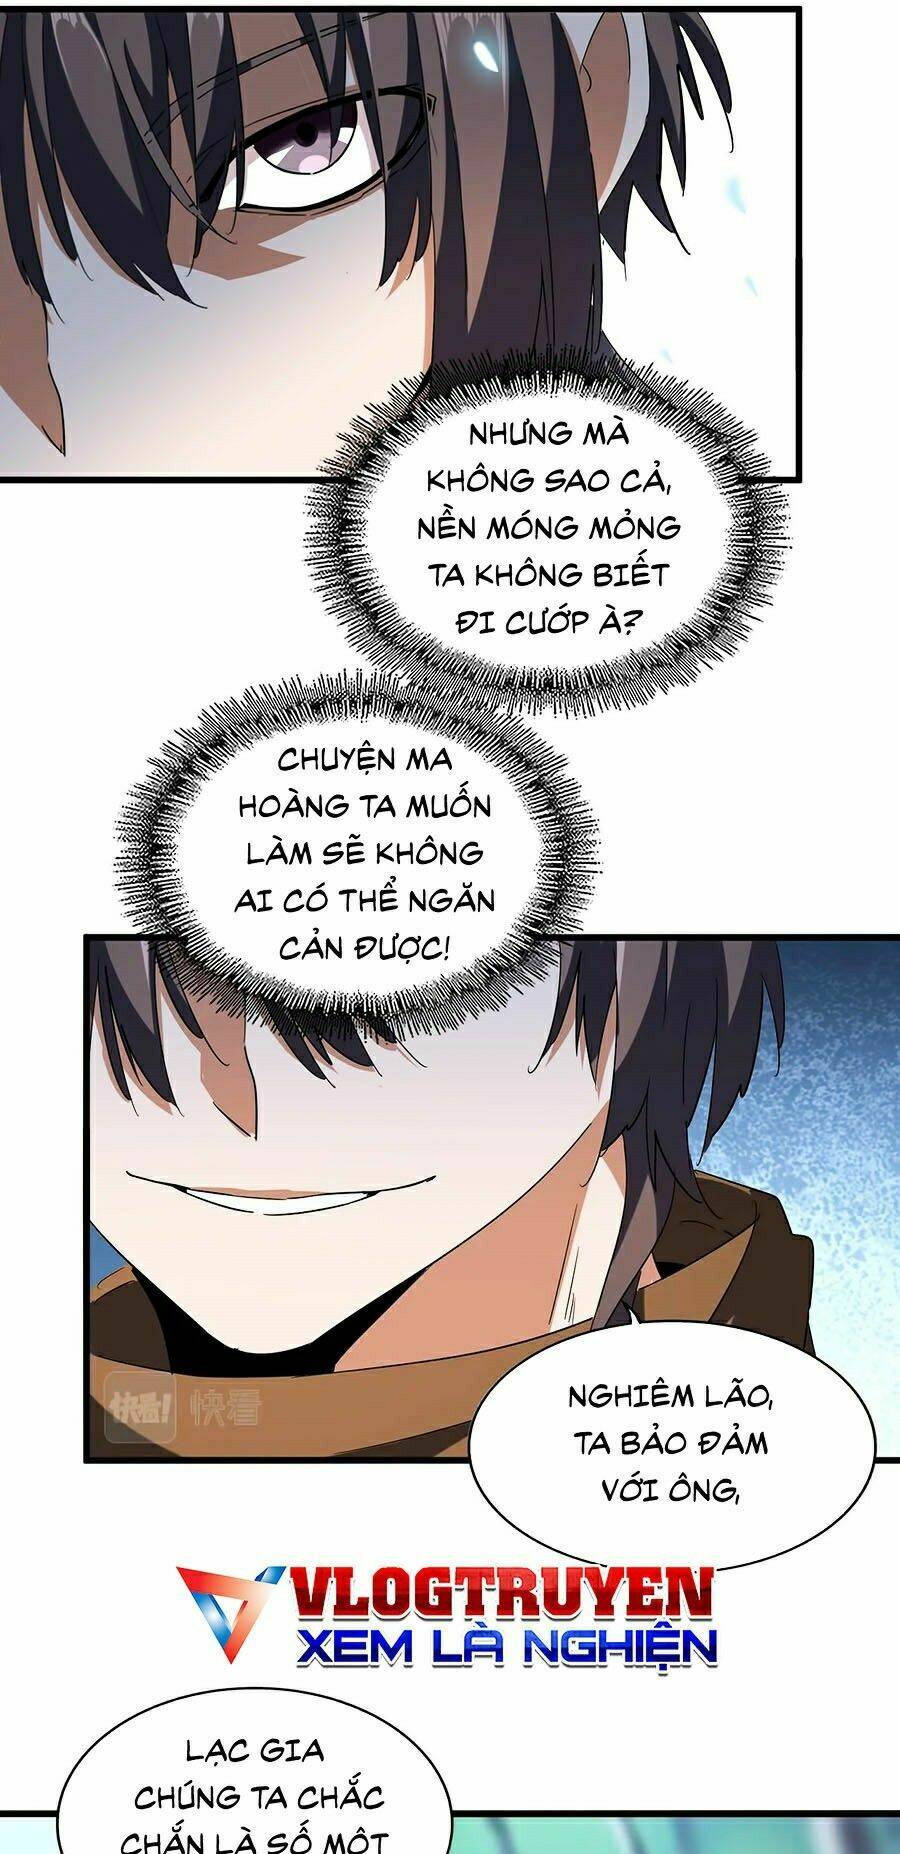 NHƯNG MÀ
KHÔNG SAO CẢ,
NỀN MÓNG MỎNG
TA KHÔNG BIẾT
ĐI CƯỚP À?
CHUYỆN MA
HOÀNG TA MUỐN
LÀM SẼ KHÔNG
AI CÓ THỂ NGĂN
CẢN ĐƯỢC!
快看! 快看
NGHIÊM LÃO,
TA BẢO ĐẢM
VỚI ÔNG,
VLOGTRUYEN
XEM LÀ NGHIỆN
LẠC GIA
CHÚNG TA CHẮC
CHẮN LÀ SỐ MỘT